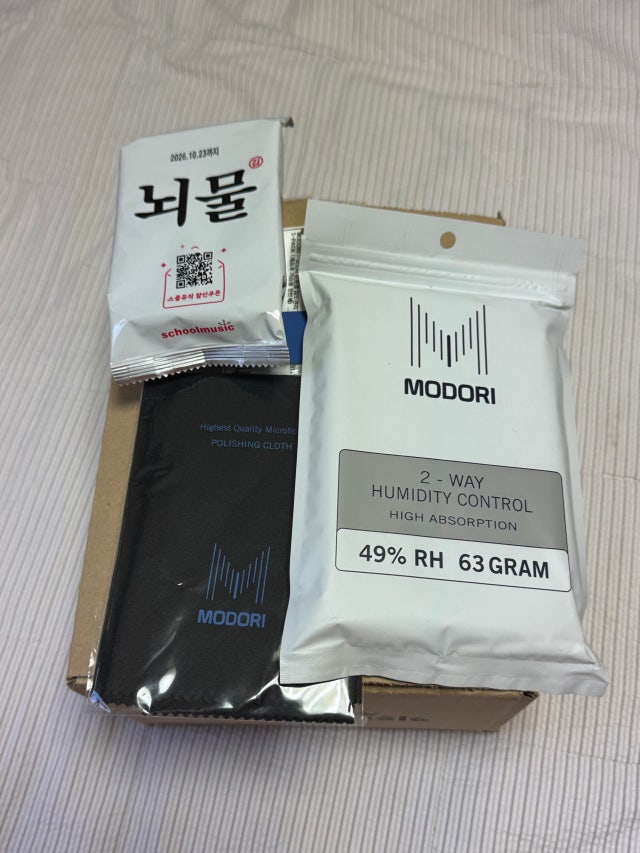 2026.10.23까지
뇌물
스쿨뮤직 할인쿠폰
schoolmusic
MODORI
2 - WAY
HUMIDITY CONTROL
HIGH ABSORPTION
49% RH 63 GRAM
Highest Quality
POLISHING CLOTH
MODORI